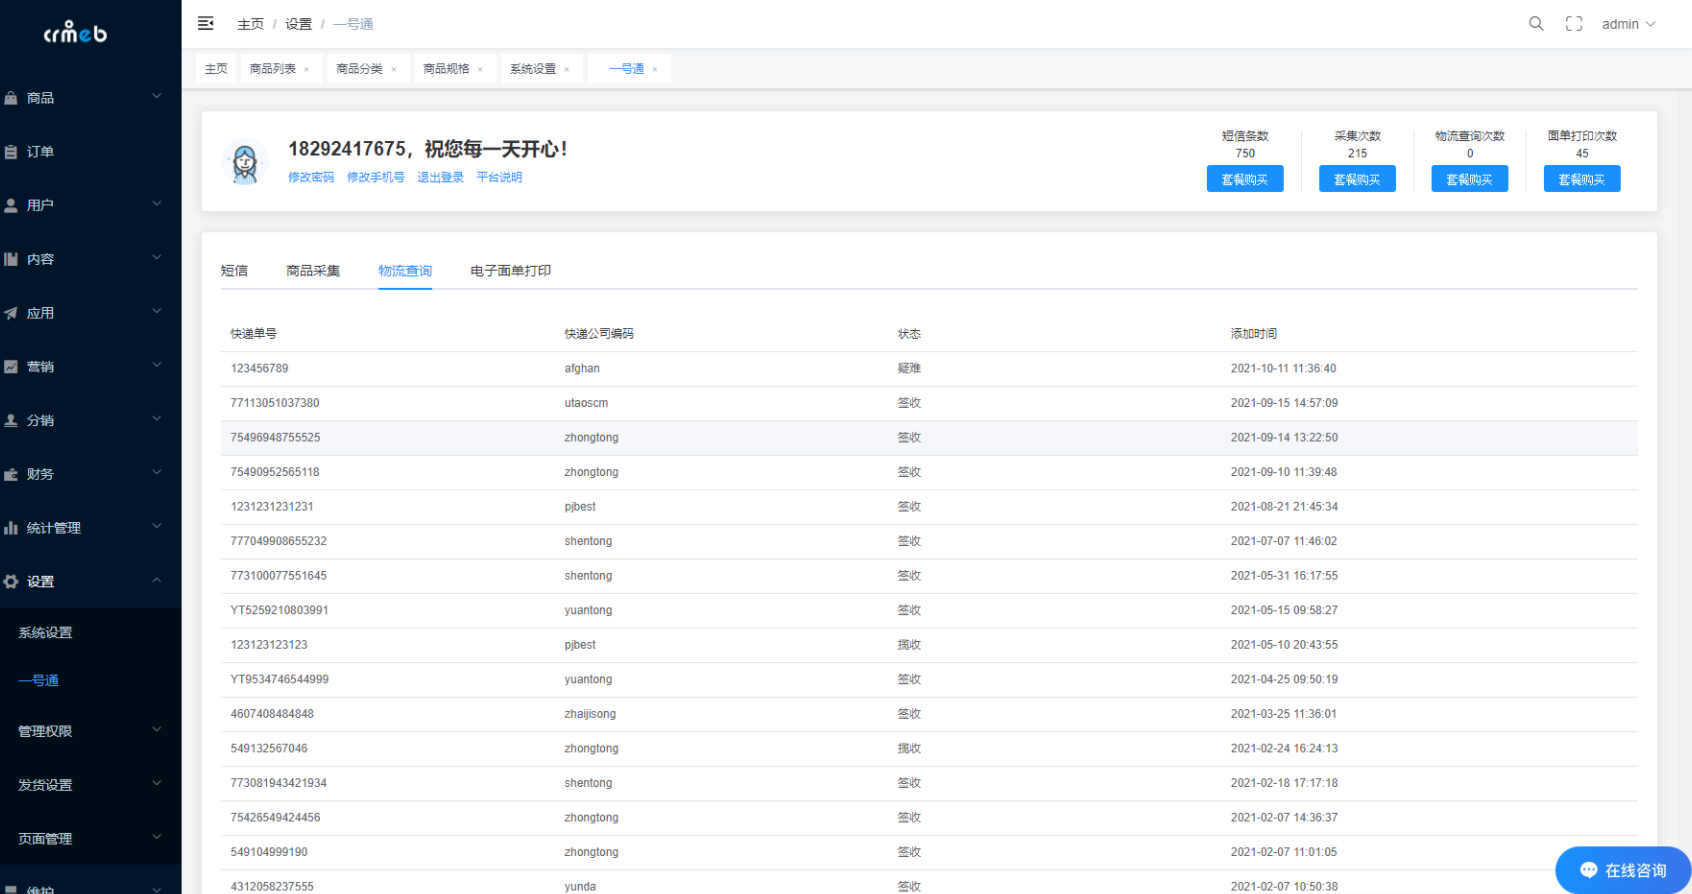 crmeb
主页 / 设置 / 一号通
admin
主页
商品列表 ×
商品分类 ×
商品规格 ×
系统设置 ×
一号通 ×
商品
订单
用户
内容
应用
营销
分销
财务
统计管理
设置
系统设置
一号通
管理权限
发货设置
页面管理
维护
18292417675，祝您每一天开心！
修改密码 修改手机号 退出登录 平台说明
短信条数
750
套餐购买
采集次数
215
套餐购买
物流查询次数
0
套餐购买
面单打印次数
45
套餐购买
短信 商品采集 物流查询 电子面单打印
快递单号 快递公司编码 状态 添加时间
123456789 afghan 疑难 2021-10-11 11:36:40
77113051037380 utaoscm 签收 2021-09-15 14:57:09
75496948755525 zhongtong 签收 2021-09-14 13:22:50
75490952565118 zhongtong 签收 2021-09-10 11:39:48
1231231231231 pjbest 签收 2021-08-21 21:45:34
777049908655232 shentong 签收 2021-07-07 11:46:02
773100077551645 shentong 签收 2021-05-31 16:17:55
YT5259210803991 yuantong 签收 2021-05-15 09:58:27
123123123123 pjbest 揽收 2021-05-10 20:43:55
YT9534746544999 yuantong 签收 2021-04-25 09:50:19
4607408484848 zhaijisong 签收 2021-03-25 11:36:01
549132567046 zhongtong 揽收 2021-02-24 16:24:13
773081943421934 shentong 签收 2021-02-18 17:17:18
75426549424456 zhongtong 签收 2021-02-07 14:36:37
549104999190 zhongtong 签收 2021-02-07 11:01:05
4312058237555 yunda 签收 2021-02-07 10:50:38
在线咨询